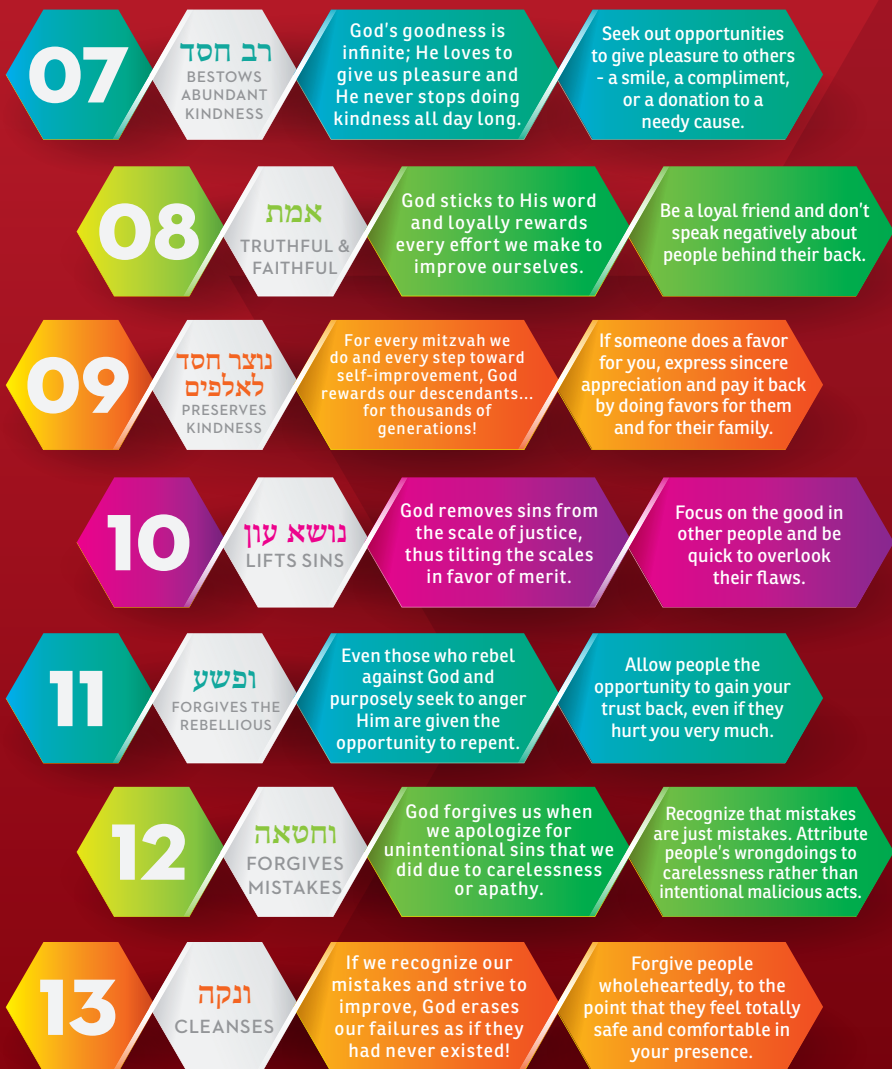 07
רב חסד
BESTOWS
ABUNDANT
KINDNESS
God's goodness is
infinite; He loves to
give us pleasure and
He never stops doing
kindness all day long.
Seek out opportunities
to give pleasure to others
- a smile, a compliment,
or a donation to a
needy cause.
08
אמת
TRUTHFUL &
FAITHFUL
God sticks to His word
and loyally rewards
every effort we make to
improve ourselves.
Be a loyal friend and don't
speak negatively about
people behind their back.
09
נוצר חסד
לאלפים
PRESERVES
KINDNESS
For every mitzvah we
do and every step toward
self-improvement, God
rewards our descendants...
for thousands of
generations!
If someone does a favor
for you, express sincere
appreciation and pay it back
by doing favors for them
and for their family.
10
נושא עון
LIFTS SINS
God removes sins from
the scale of justice,
thus tilting the scales
in favor of merit.
Focus on the good in
other people and be
quick to overlook
their flaws.
11
ופשע
FORGIVES THE
REBELLIOUS
Even those who rebel
against God and
purposely seek to anger
Him are given the
opportunity to repent.
Allow people the
opportunity to gain your
trust back, even if they
hurt you very much.
12
וחטאה
FORGIVES
MISTAKES
God forgives us when
we apologize for
unintentional sins that we
did due to carelessness
or apathy.
Recognize that mistakes
are just mistakes. Attribute
people's wrongdoings to
carelessness rather than
intentional malicious acts.
13
ונקה
CLEANSES
If we recognize our
mistakes and strive to
improve, God erases
our failures as if they
had never existed!
Forgive people
wholeheartedly, to the
point that they feel totally
safe and comfortable in
your presence.